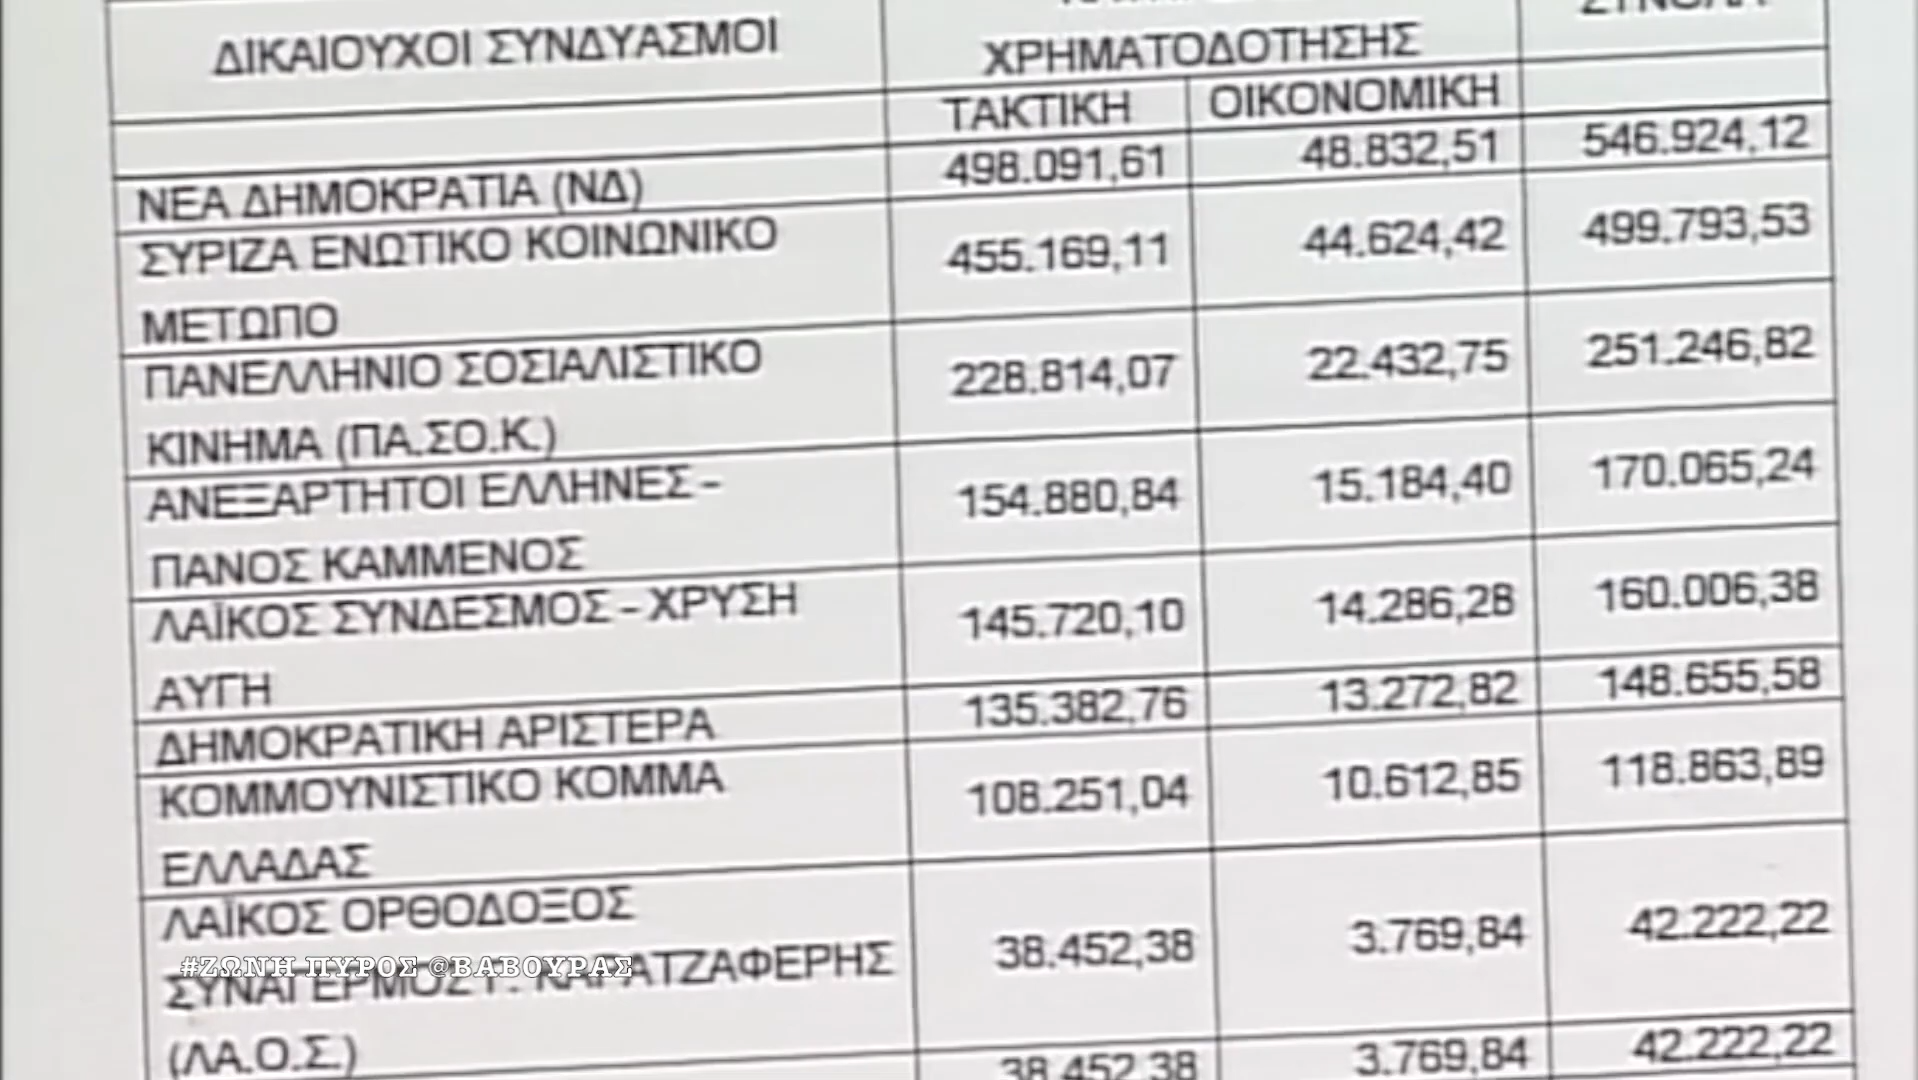 ΔΙΚΑΙΟΥΧΟΙ ΣΥΝΔΥΑΣΜΟΙ
ΧΡΗΜΑΤΟΔΟΤΗΣΗΣ
ΤΑΚΤΙΚΗ ΟΙΚΟΝΟΜΙΚΗ
ΝΕΑ ΔΗΜΟΚΡΑΤΙΑ (ΝΔ) 498.091,61 48.832,51 546.924,12
ΣΥΡΙΖΑ ΕΝΩΤΙΚΟ ΚΟΙΝΩΝΙΚΟ 455.169,11 44.624,42 499.793,53
ΜΕΤΩΠΟ
ΠΑΝΕΛΛΗΝΙΟ ΣΟΣΙΑΛΙΣΤΙΚΟ 228.814,07 22.432,75 251.246,82
ΚΙΝΗΜΑ (ΠΑ.ΣΟ.Κ.)
ΑΝΕΞΑΡΤΗΤΟΙ ΕΛΛΗΝΕΣ – 154.880,84 15.184,40 170.065,24
ΠΑΝΟΣ ΚΑΜΜΕΝΟΣ
ΛΑΪΚΟΣ ΣΥΝΔΕΣΜΟΣ – ΧΡΥΣΗ 145.720,10 14.286,28 160.006,38
ΑΥΓΗ
ΔΗΜΟΚΡΑΤΙΚΗ ΑΡΙΣΤΕΡΑ 135.382,76 13.272,82 148.655,58
ΚΟΜΜΟΥΝΙΣΤΙΚΟ ΚΟΜΜΑ 108.251,04 10.612,85 118.863,89
ΕΛΛΑΔΑΣ
ΛΑΪΚΟΣ ΟΡΘΟΔΟΞΟΣ 38.452,38 3.769,84 42.222,22
#ΖΩΝΗ ΠΥΡΟΣ @ΒΑΒΟΥΡΑΣ
ΣΥΝΑΓΕΡΜΟΣ Γ. ΚΑΡΑΤΖΑΦΕΡΗΣ
(ΛΑ.Ο.Σ.)
38.452,38 3.769,84 42.222,22